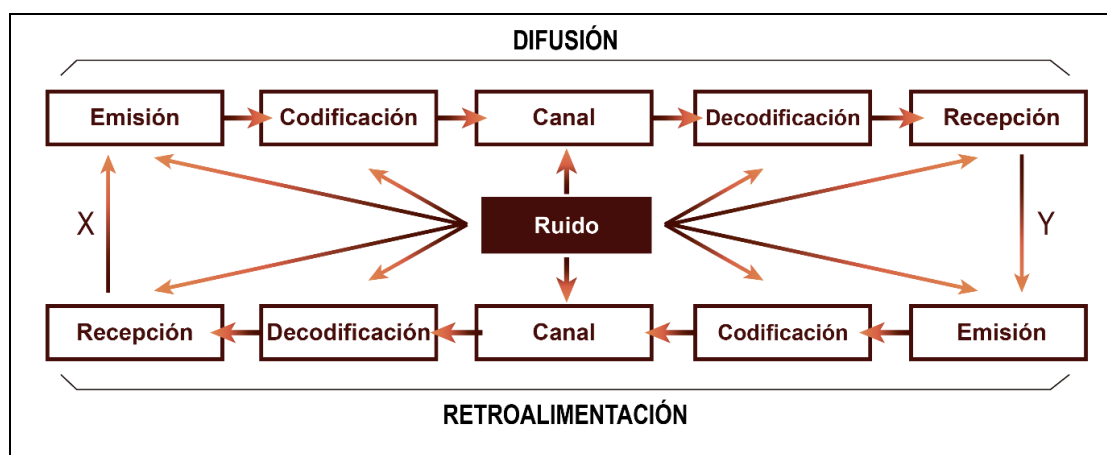 DIFUSIÓN
Emisión
Codificación
Canal
Decodificación
Recepción
X
Ruido
Y
Recepción
Decodificación
Canal
Codificación
Emisión
RETROALIMENTACIÓN